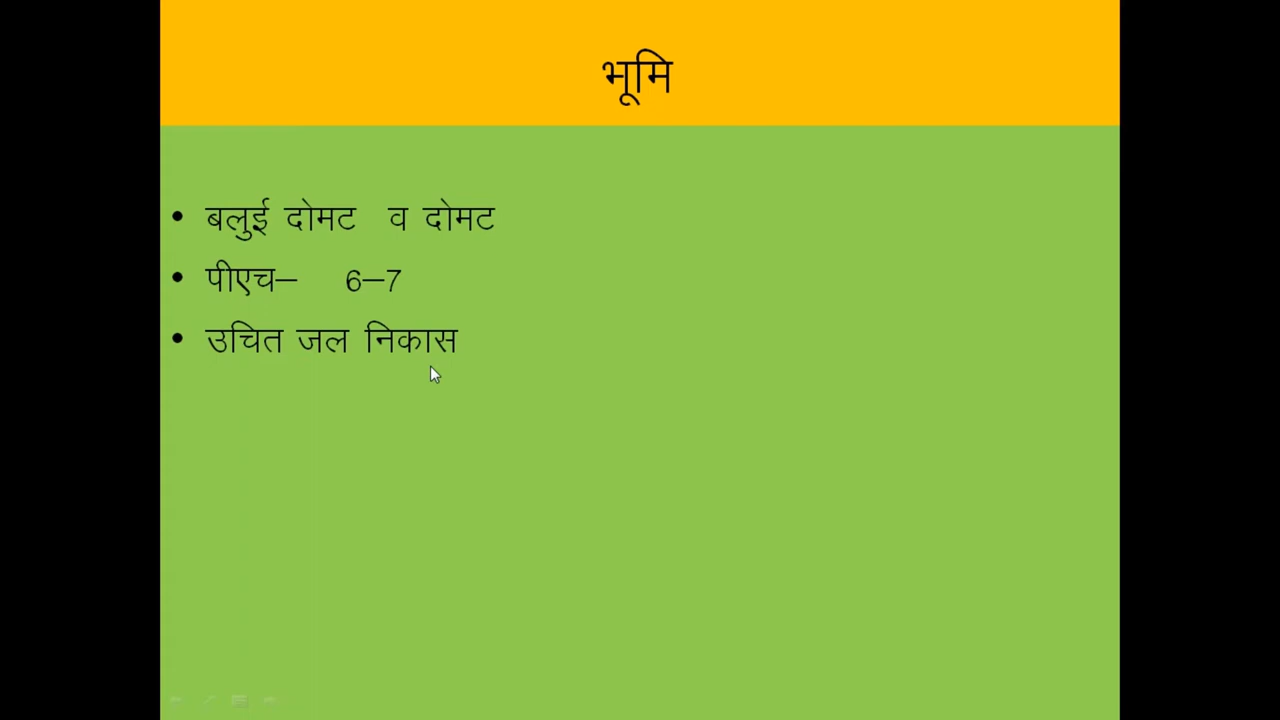 भूमि
• बलुई दोमट व दोमट
• पीएच– 6–7
• उचित जल निकास